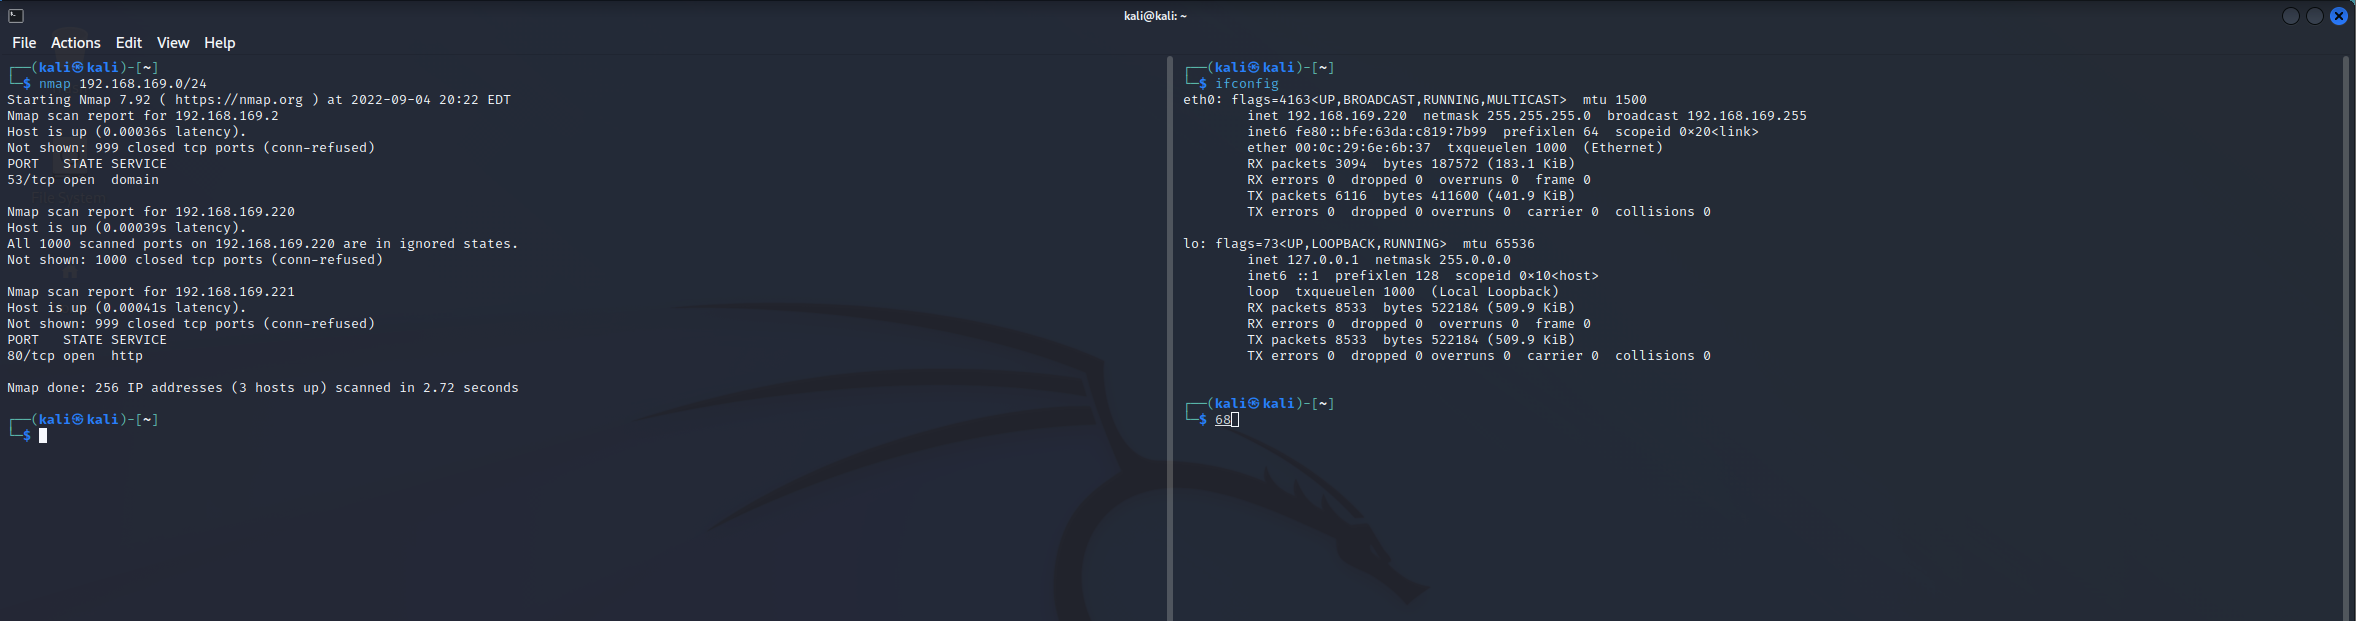 kali@kali: ~
File Actions Edit View Help
┌──(kali㉿kali)-[~]
└─$ nmap 192.168.169.0/24
Starting Nmap 7.92 ( https://nmap.org ) at 2022-09-04 20:22 EDT
Nmap scan report for 192.168.169.2
Host is up (0.00036s latency).
Not shown: 999 closed tcp ports (conn-refused)
PORT   STATE SERVICE
53/tcp open  domain
Nmap scan report for 192.168.169.220
Host is up (0.00039s latency).
All 1000 scanned ports on 192.168.169.220 are in ignored states.
Not shown: 1000 closed tcp ports (conn-refused)
Nmap scan report for 192.168.169.221
Host is up (0.00041s latency).
Not shown: 999 closed tcp ports (conn-refused)
PORT   STATE SERVICE
80/tcp open  http
Nmap done: 256 IP addresses (3 hosts up) scanned in 2.72 seconds
┌──(kali㉿kali)-[~]
└─$
┌──(kali㉿kali)-[~]
└─$ ifconfig
eth0: flags=4163<UP,BROADCAST,RUNNING,MULTICAST>  mtu 1500
inet 192.168.169.220  netmask 255.255.255.0  broadcast 192.168.169.255
inet6 fe80::bfe:63da:c819:7b99  prefixlen 64  scopeid 0x20<link>
ether 00:0c:29:6e:6b:37  txqueuelen 1000  (Ethernet)
RX packets 3094  bytes 187572 (183.1 KiB)
RX errors 0  dropped 0  overruns 0  frame 0
TX packets 6116  bytes 411600 (401.9 KiB)
TX errors 0  dropped 0 overruns 0  carrier 0  collisions 0
lo: flags=73<UP,LOOPBACK,RUNNING>  mtu 65536
inet 127.0.0.1  netmask 255.0.0.0
inet6 ::1  prefixlen 128  scopeid 0x10<host>
loop  txqueuelen 1000  (Local Loopback)
RX packets 8533  bytes 522184 (509.9 KiB)
RX errors 0  dropped 0  overruns 0  frame 0
TX packets 8533  bytes 522184 (509.9 KiB)
TX errors 0  dropped 0 overruns 0  carrier 0  collisions 0
┌──(kali㉿kali)-[~]
└─$ 68
File System